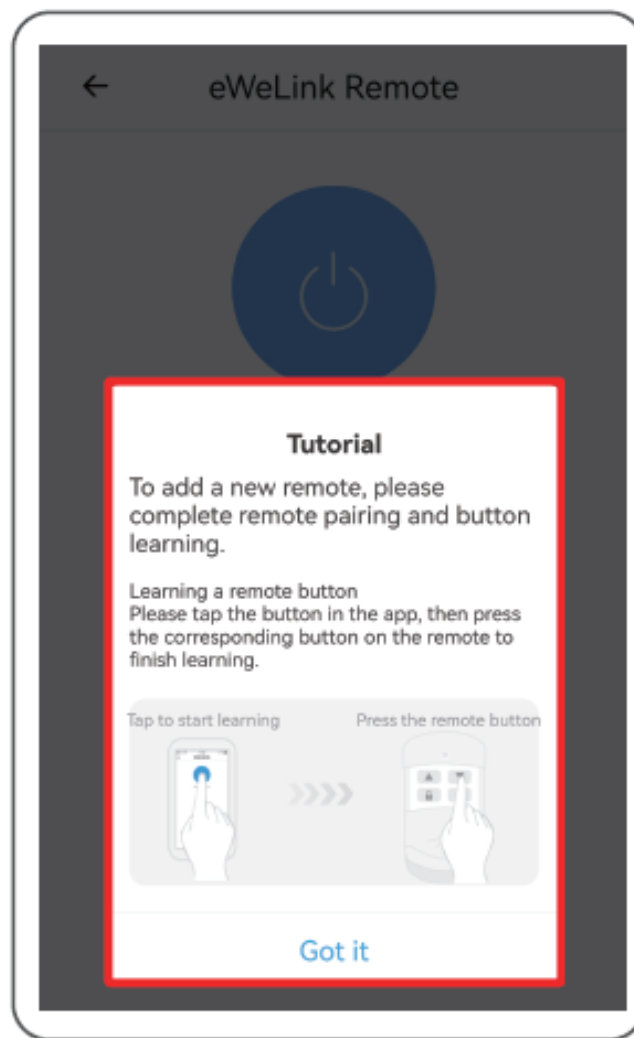 eWeLink Remote
Tutorial
To add a new remote, please
complete remote pairing and button
learning.
Learning a remote button
Please tap the button in the app, then press
the corresponding button on the remote to
finish learning.
Tap to start learning
Press the remote button
Got it